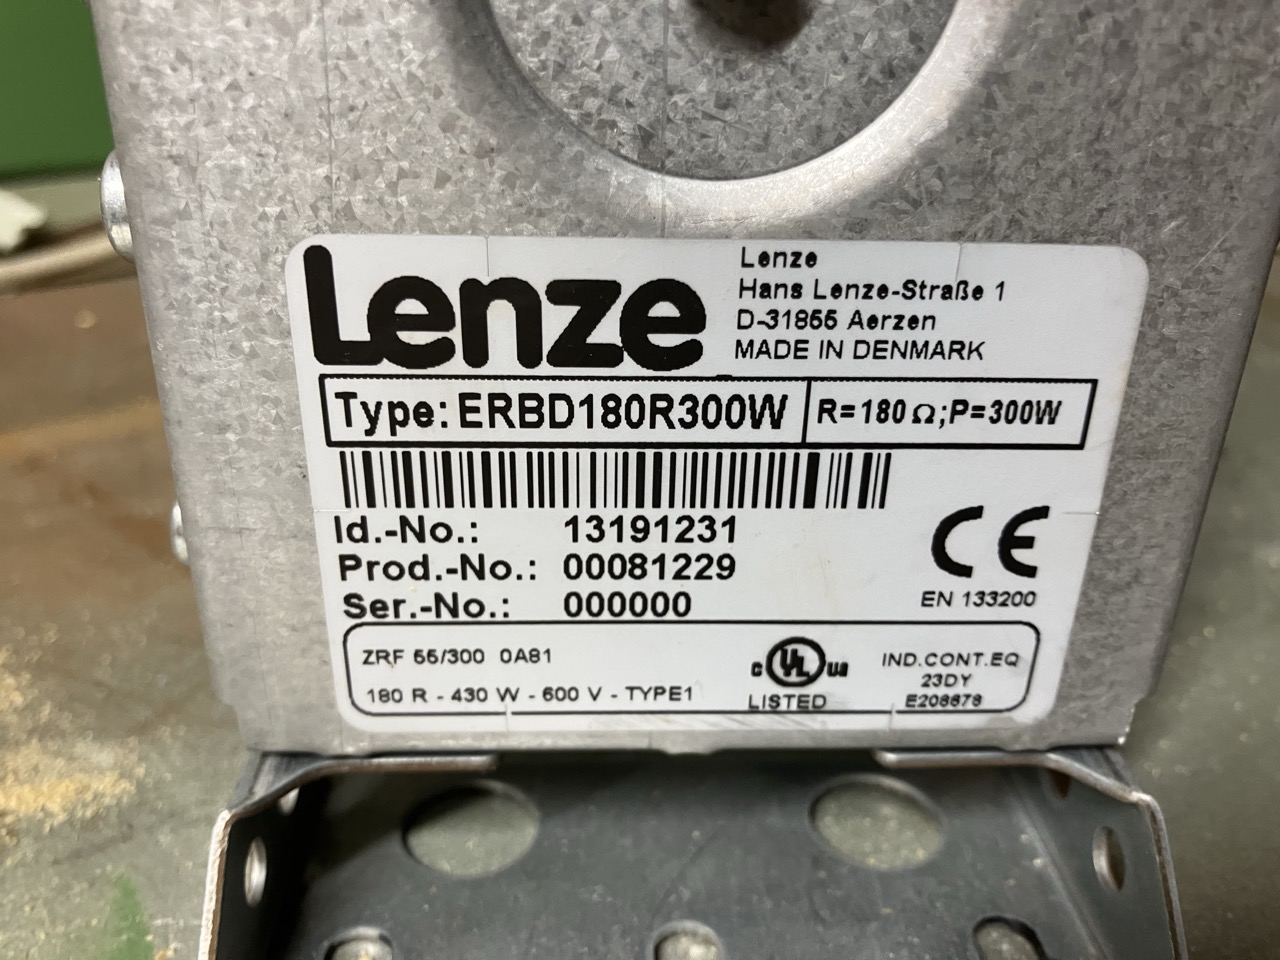 Lenze
Lenze
Hans Lenze-Straße 1
D-31855 Aerzen
MADE IN DENMARK
Type: ERBD180R300W
R=180 Ω;P=300W
Id.-No.: 13191231
Prod.-No.: 00081229
Ser.-No.: 000000
CE
EN 133200
ZRF 55/300 0A81
180 R - 430 W - 600 V - TYPE1
c UL us
LISTED
IND.CONT.EQ
23DY